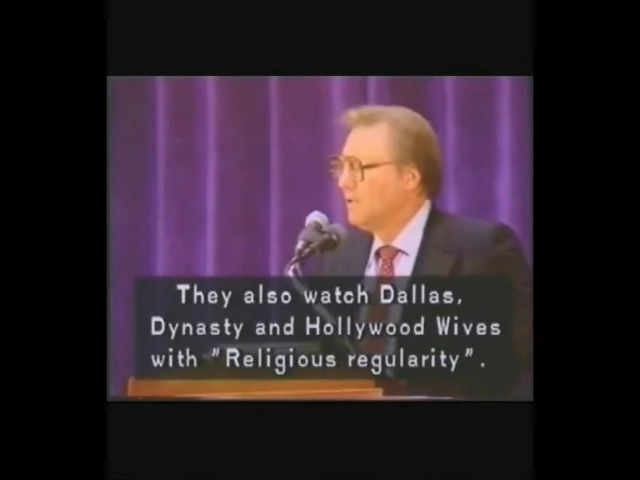 They also watch Dallas,
Dynasty and Hollywood Wives
with "Religious regularity".